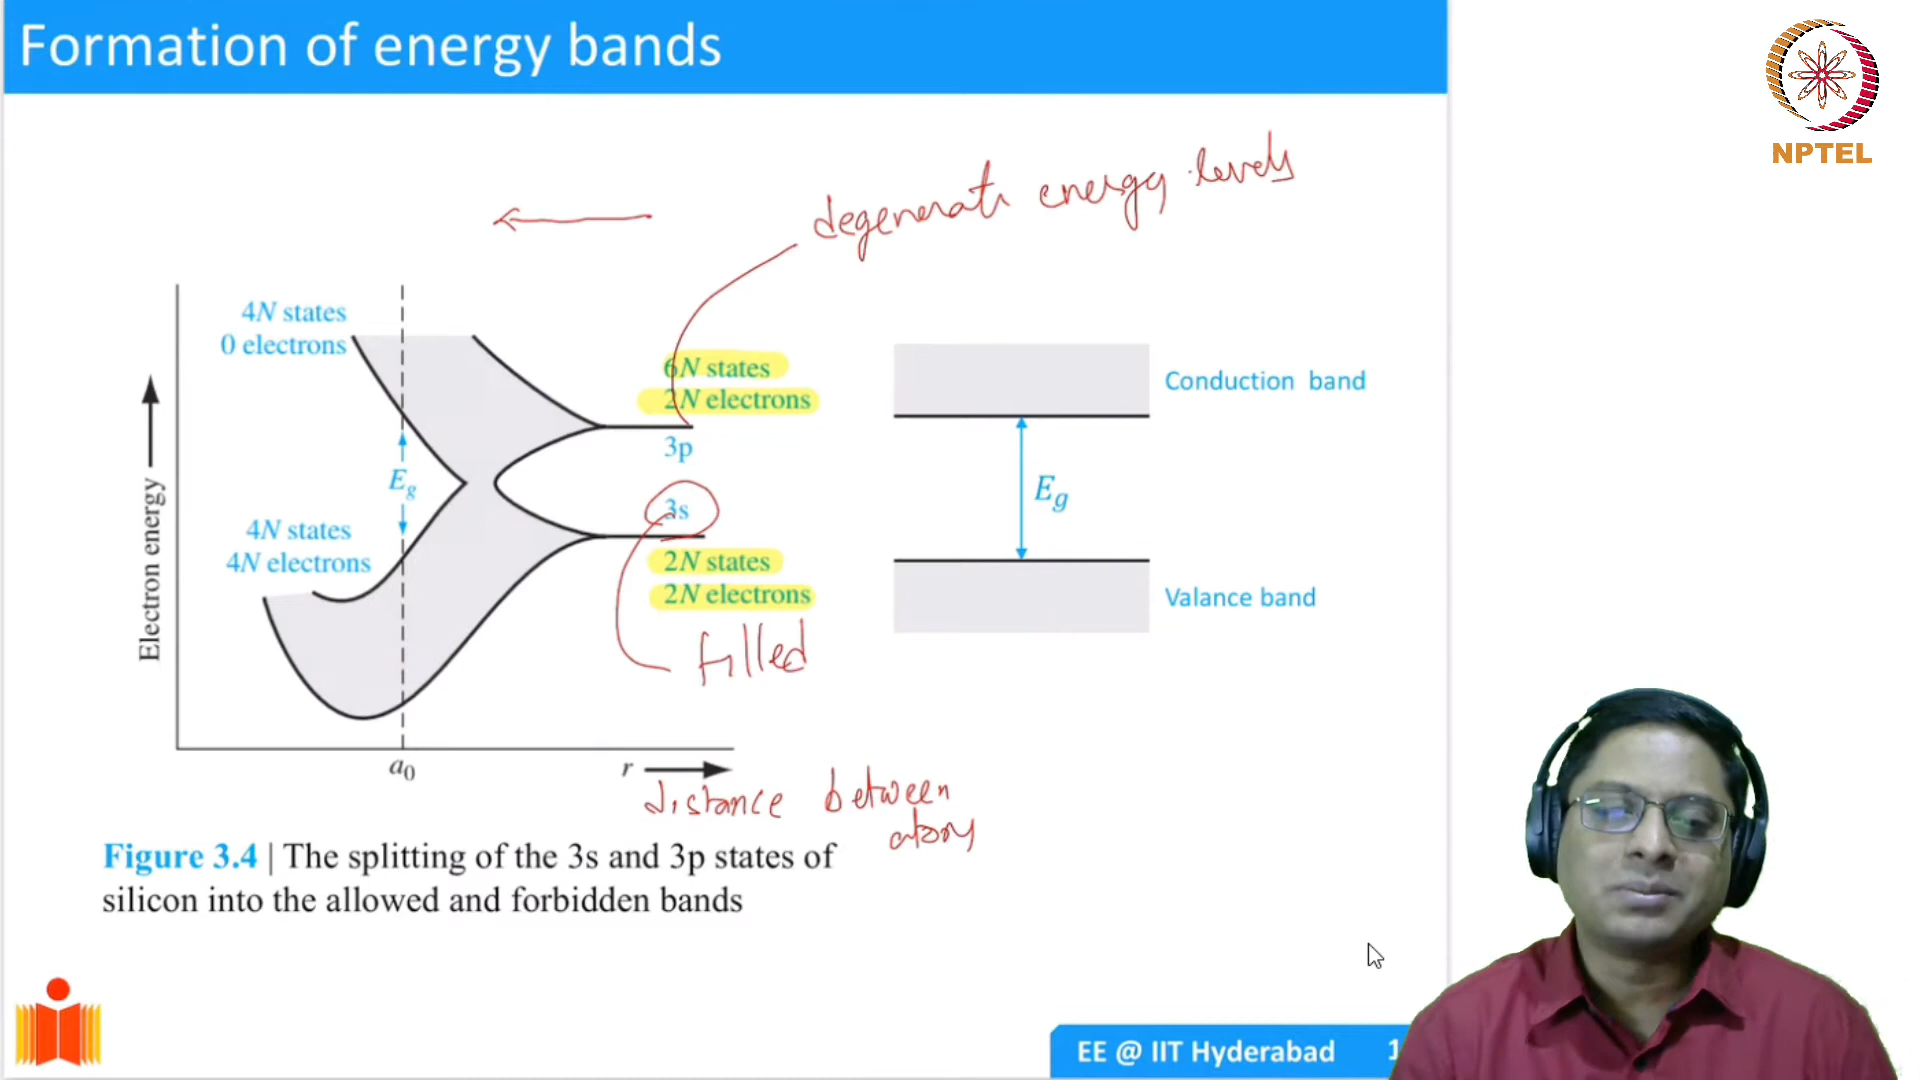 Formation of energy bands
NPTEL
degenerate energy levels
4N states
0 electrons
6N states
2N electrons
3p
Eg
3s
4N states
4N electrons
2N states
2N electrons
filled
Electron energy
a0
r
distance between
atoms
Conduction band
Eg
Valance band
Figure 3.4 | The splitting of the 3s and 3p states of
silicon into the allowed and forbidden bands
EE @ IIT Hyderabad
1